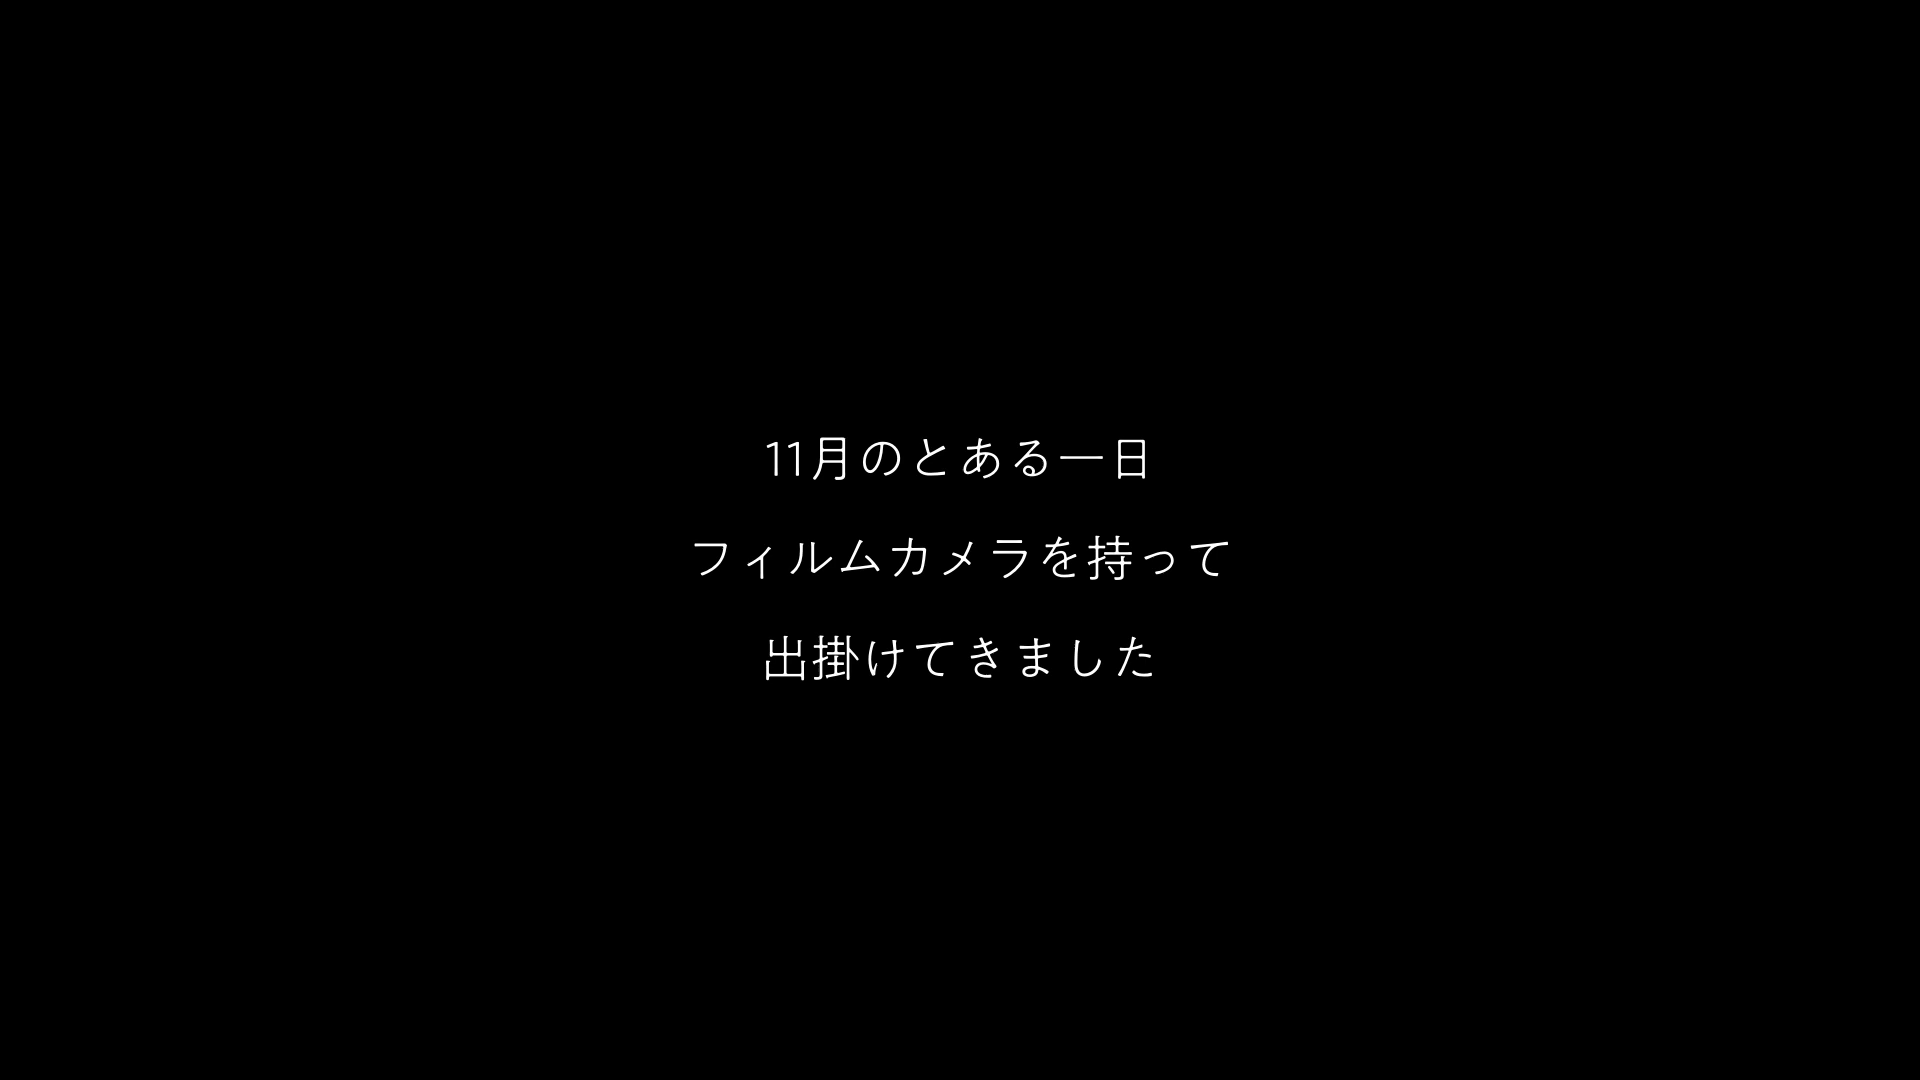 11月のとある一日
フィルムカメラを持って
出掛けてきました